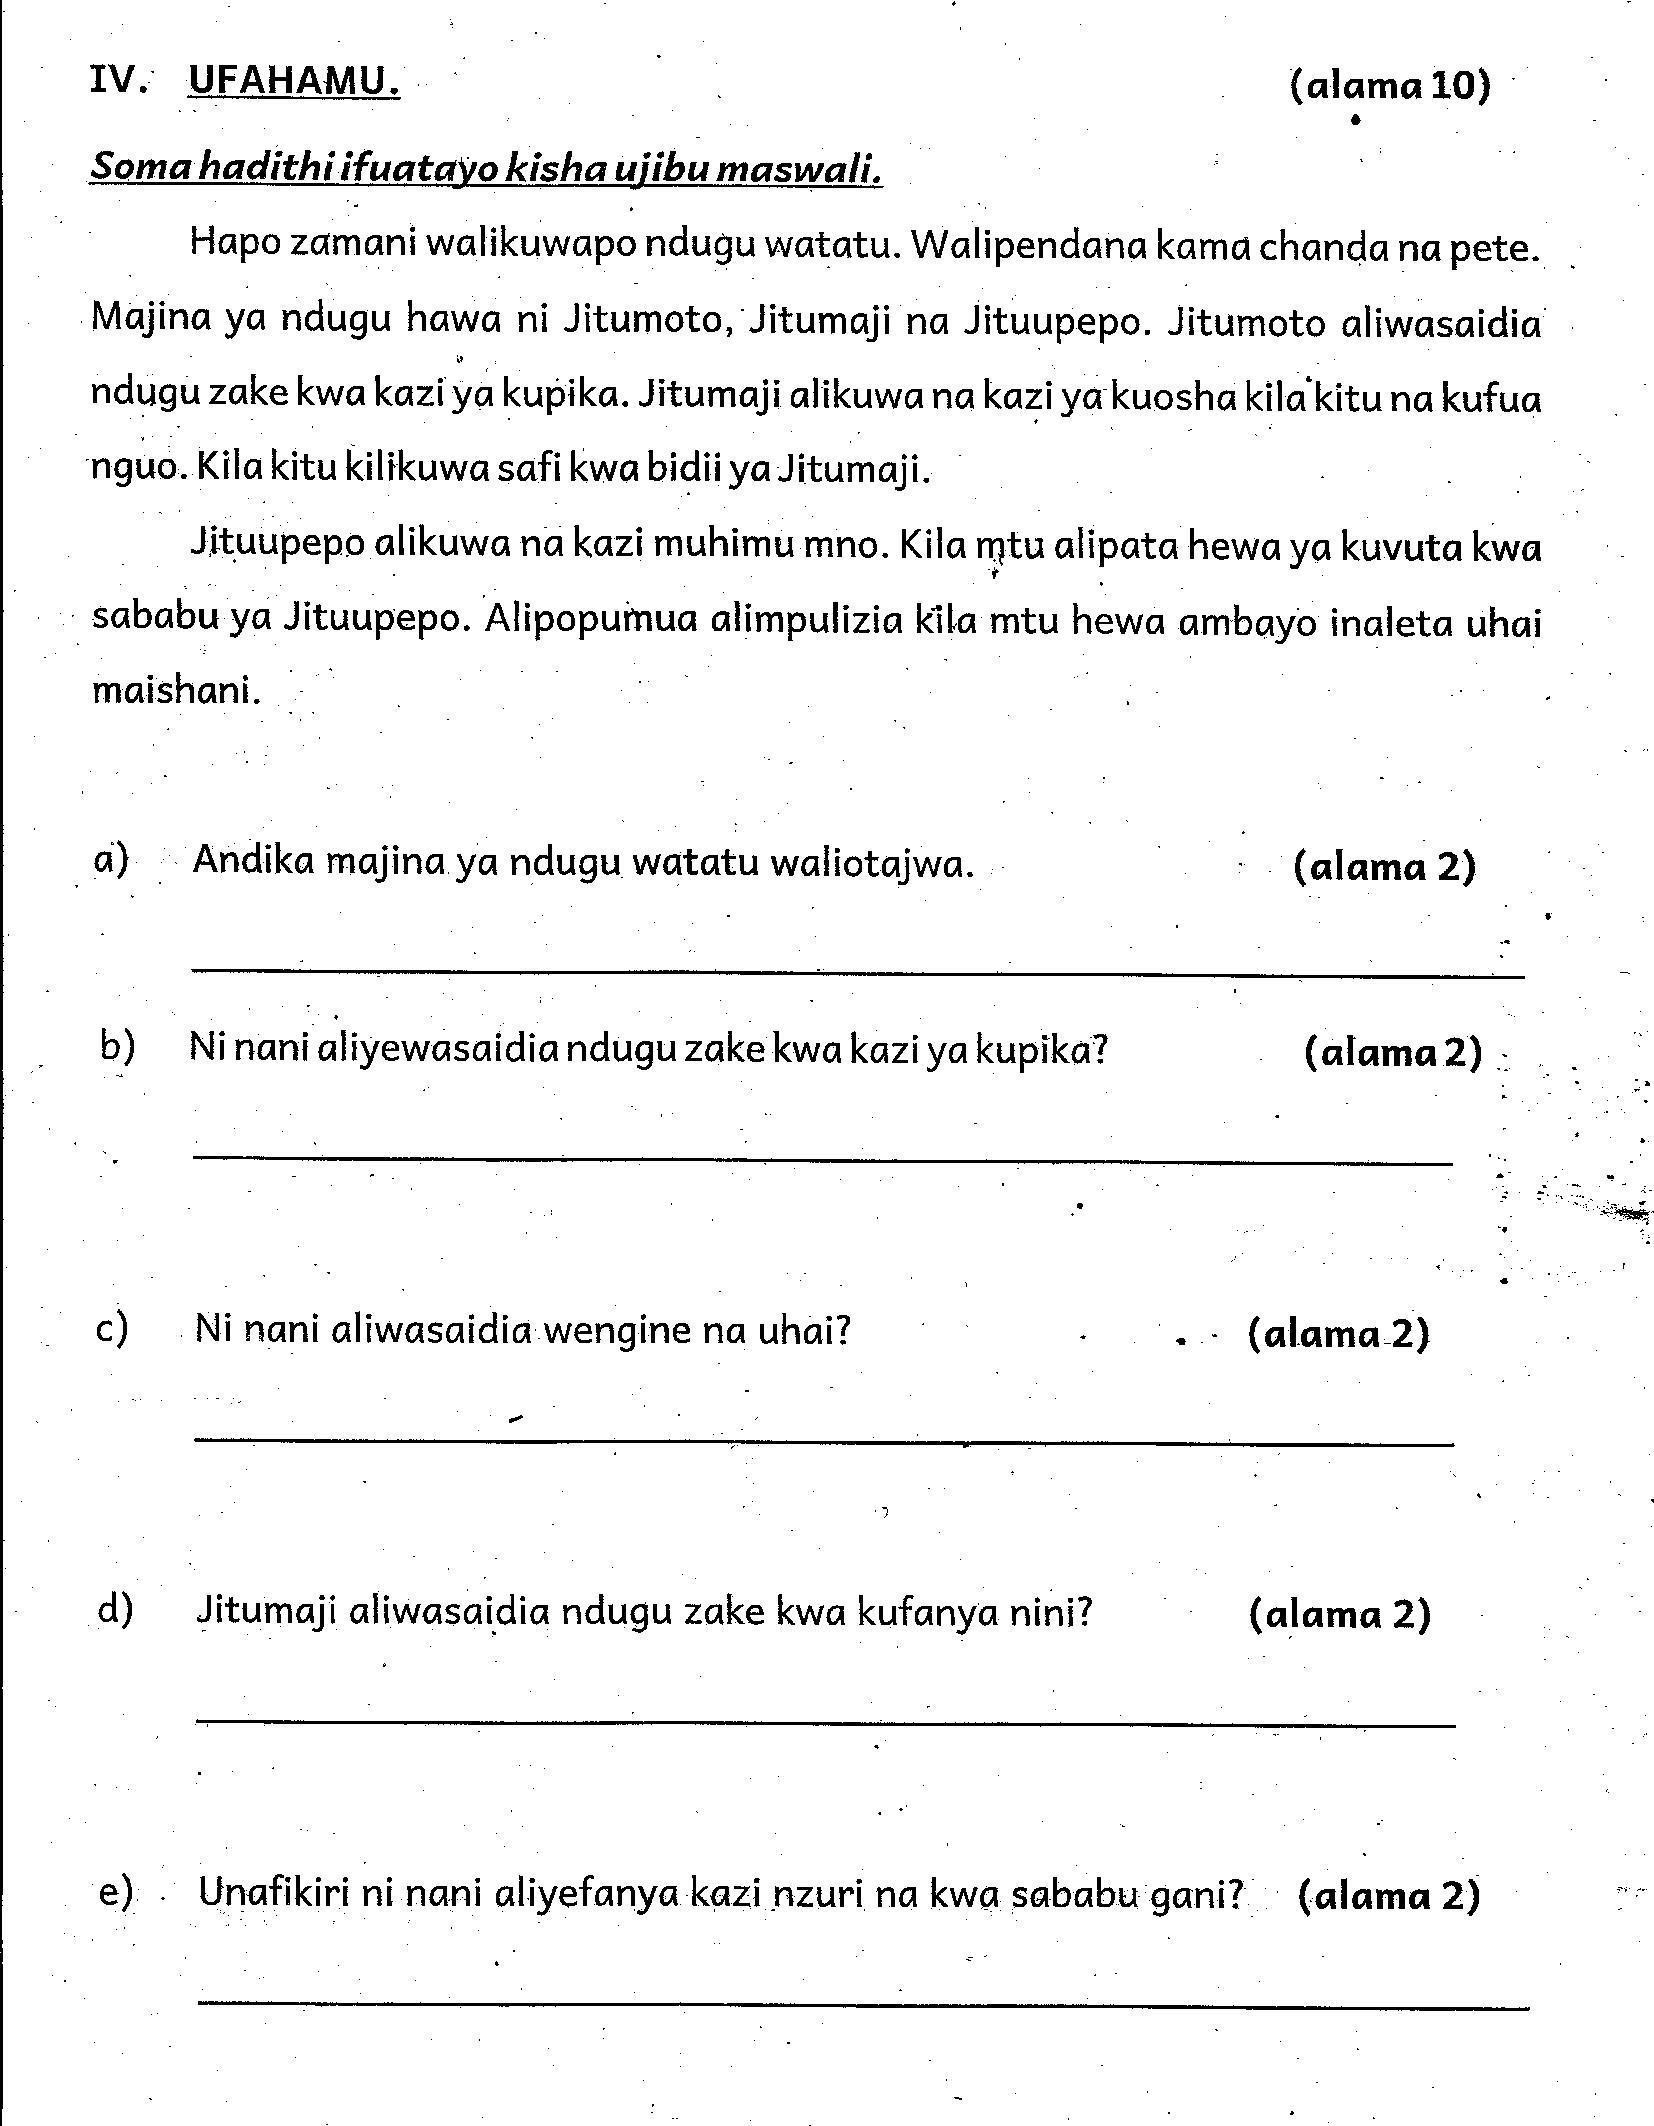 IV. UFAHAMU. (alama 10)
Soma hadithi ifuatayo kisha ujibu maswali.
Hapo zamani walikuwapo ndugu watatu. Walipendana kama chanda na pete.
Majina ya ndugu hawa ni Jitumoto, Jitumaji na Jituupepo. Jitumoto aliwasaidia
ndugu zake kwa kazi ya kupika. Jitumaji alikuwa na kazi ya kuosha kila kitu na kufua
nguo. Kila kitu kilikuwa safi kwa bidii ya Jitumaji.
Jituupepo alikuwa na kazi muhimu mno. Kila mtu alipata hewa ya kuvuta kwa
sababu ya Jituupepo. Alipopumua alimpulizia kila mtu hewa ambayo inaleta uhai
maishani.
a) Andika majina ya ndugu watatu waliotajwa. (alama 2)
b) Ni nani aliyewasaidia ndugu zake kwa kazi ya kupika? (alama 2)
c) Ni nani aliwasaidia wengine na uhai? (alama 2)
d) Jitumaji aliwasaidia ndugu zake kwa kufanya nini? (alama 2)
e) Unafikiri ni nani aliyefanya kazi nzuri na kwa sababu gani? (alama 2)